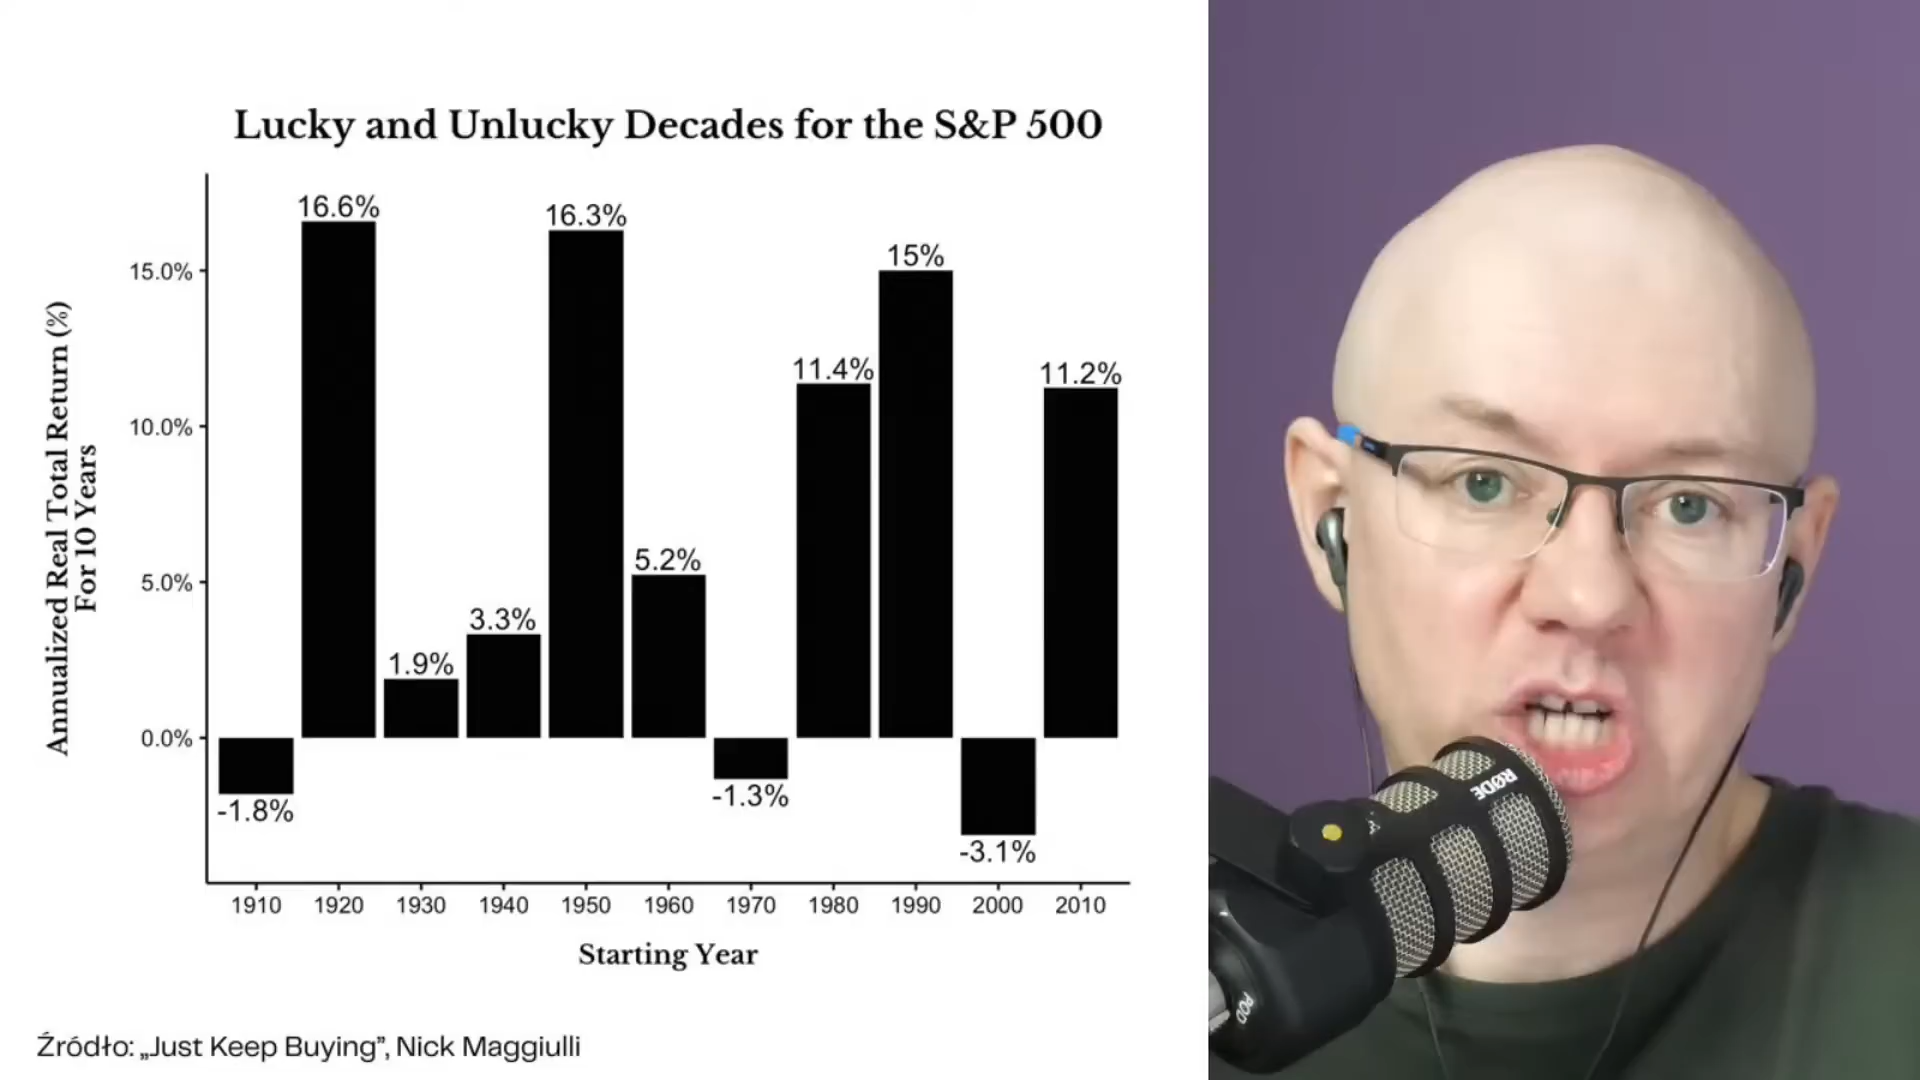 Lucky and Unlucky Decades for the S&P 500
Annualized Real Total Return (%)
For 10 Years
15.0%
10.0%
5.0%
0.0%
-1.8%
16.6%
1.9%
3.3%
16.3%
5.2%
-1.3%
11.4%
15%
-3.1%
11.2%
1910 1920 1930 1940 1950 1960 1970 1980 1990 2000 2010
Starting Year
Źródło: „Just Keep Buying”, Nick Maggiulli
RØDE
POD